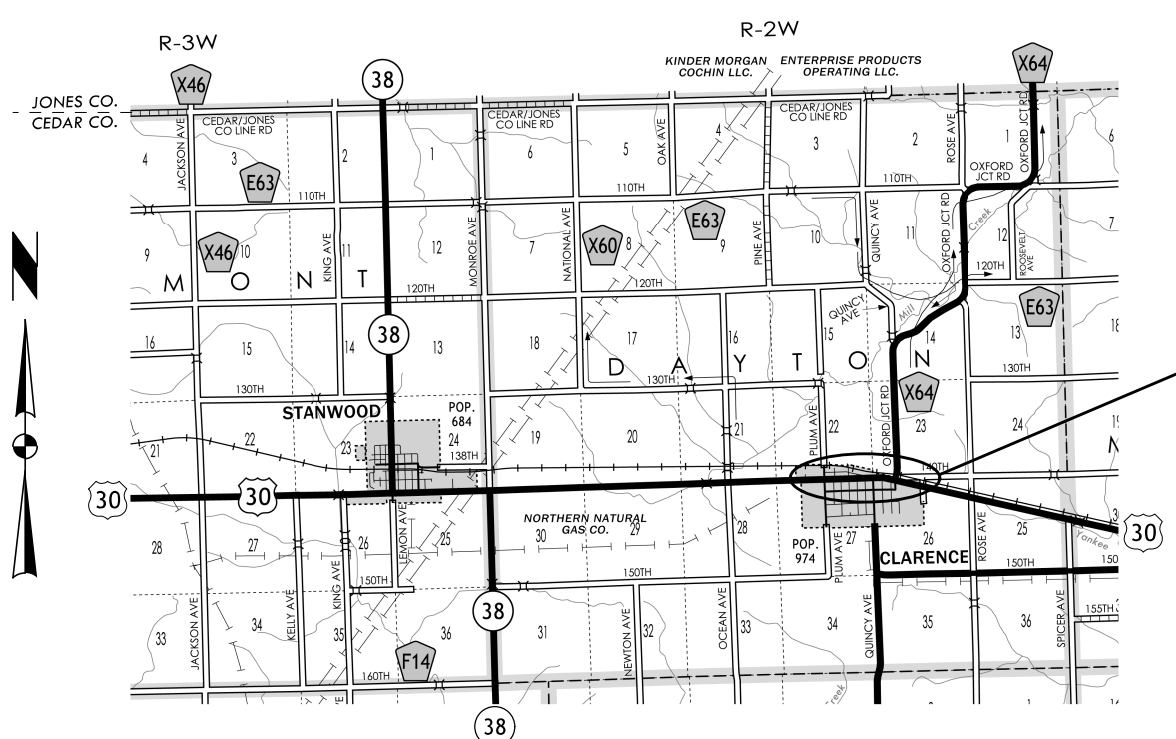 R-3W
R-2W
KINDER MORGAN
COCHIN LLC.
ENTERPRISE PRODUCTS
OPERATING LLC.
X46
38
X64
JONES CO.
CEDAR CO.
CEDAR/JONES
CO LINE RD
CEDAR/JONES
CO LINE RD
CEDAR/JONES
CO LINE RD
JACKSON AVE
OAK AVE
ROSE AVE
OXFORD JCT RD
4
3
2
1
6
5
4
3
2
1
6
OXFORD
JCT RD
E63
110TH
110TH
110TH
N
X46
KING AVE
MONROE AVE
NATIONAL AVE
X60
E63
PINE AVE
QUINCY AVE
OXFORD JCT RD
Creek
ROOSEVELT
AVE
9
10
11
12
7
8
9
10
11
12
7
M O N T
120TH
120TH
120TH
QUINCY
AVE
Mill
E63
38
16
15
14
13
18
17
16
15
14
13
18
D A Y T O N
130TH
130TH
130TH
STANWOOD
POP.
684
X64
PLUM AVE
OXFORD JCT RD
21
22
23
24
19
20
21
22
23
24
138TH
140TH
30
30
30
NORTHERN NATURAL
GAS CO.
LEMON AVE
28
27
26
25
30
29
28
27
26
25
POP.
974
PLUM AVE
CLARENCE
ROSE AVE
Yankee
150TH
150TH
150TH
150
JACKSON AVE
KELLY AVE
KING AVE
38
NEWTON AVE
OCEAN AVE
QUINCY AVE
SPICER AVE
155TH
33
34
35
36
31
32
33
34
35
36
F14
160TH
Creek
38